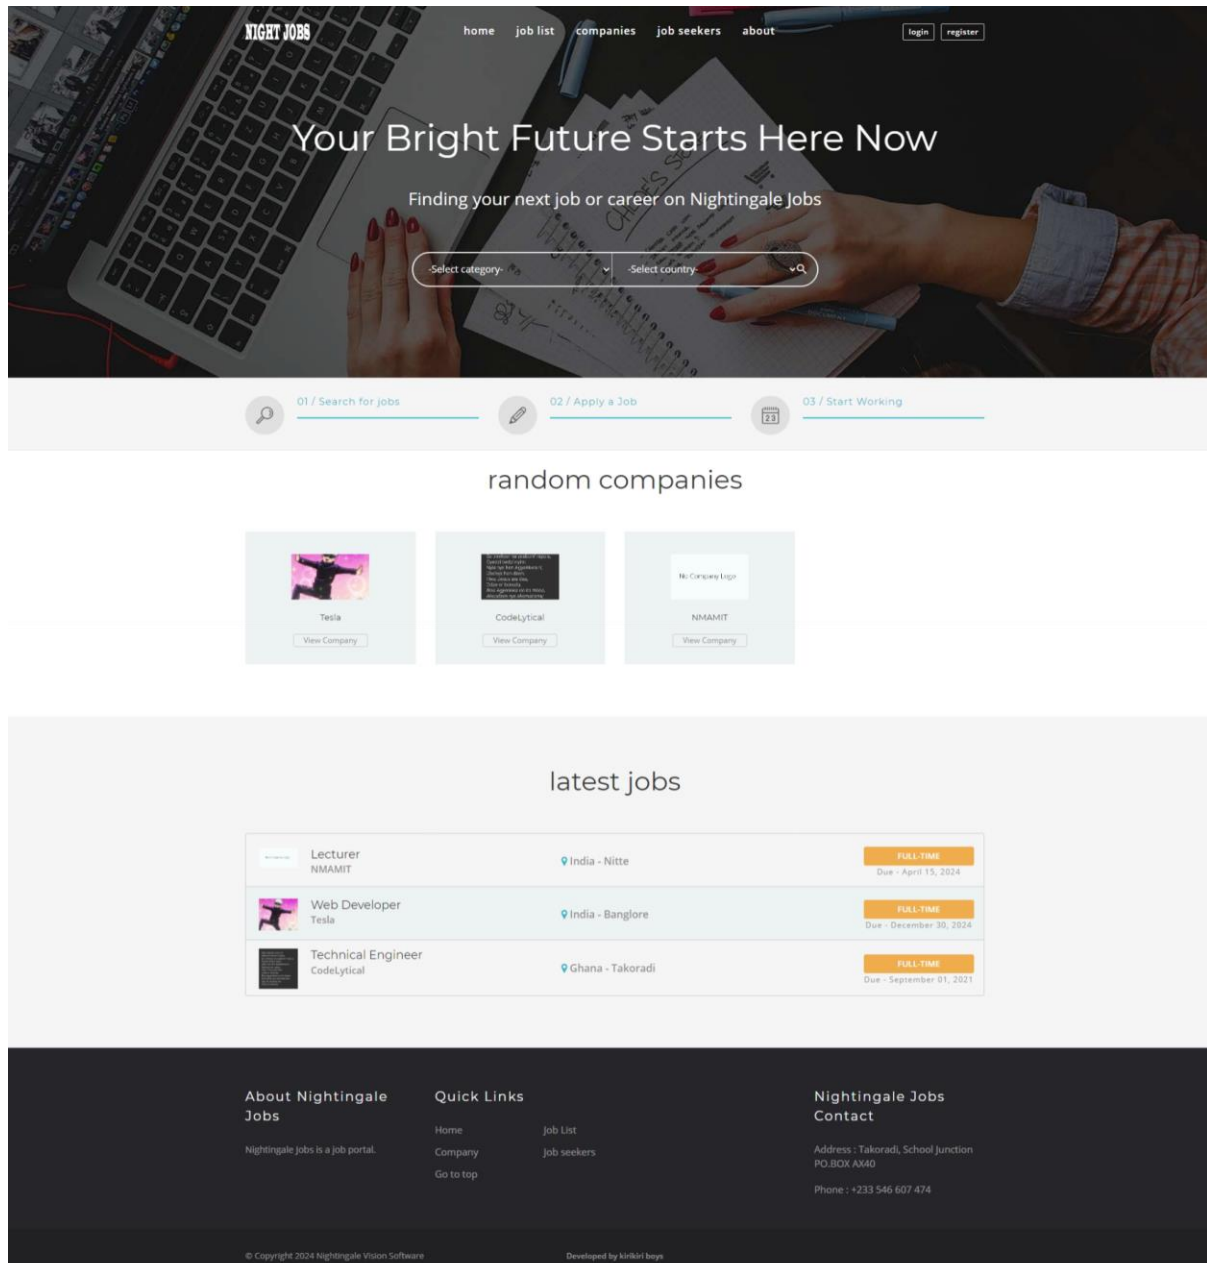 NIGHT JOBS
home job list companies job seekers about
login register
Your Bright Future Starts Here Now
Finding your next job or career on Nightingale Jobs
-Select category- -Select country-
01 / Search for jobs
02 / Apply a Job
03 / Start Working
23
random companies
No Company Logo
Tesla
CodeLytical
NMAMIT
View Company
View Company
View Company
latest jobs
Lecturer
NMAMIT
India - Nitte
FULL-TIME
Due - April 15, 2024
Web Developer
Tesla
India - Banglore
FULL-TIME
Due - December 30, 2024
Technical Engineer
CodeLytical
Ghana - Takoradi
FULL-TIME
Due - September 01, 2021
About Nightingale
Jobs
Nightingale Jobs is a job portal.
Quick Links
Home
Job List
Company
Job seekers
Go to top
Nightingale Jobs
Contact
Address : Takoradi, School Junction
PO.BOX AX40
Phone : +233 546 607 474
© Copyright 2024 Nightingale Vision Software
Developed by kirikiri boys